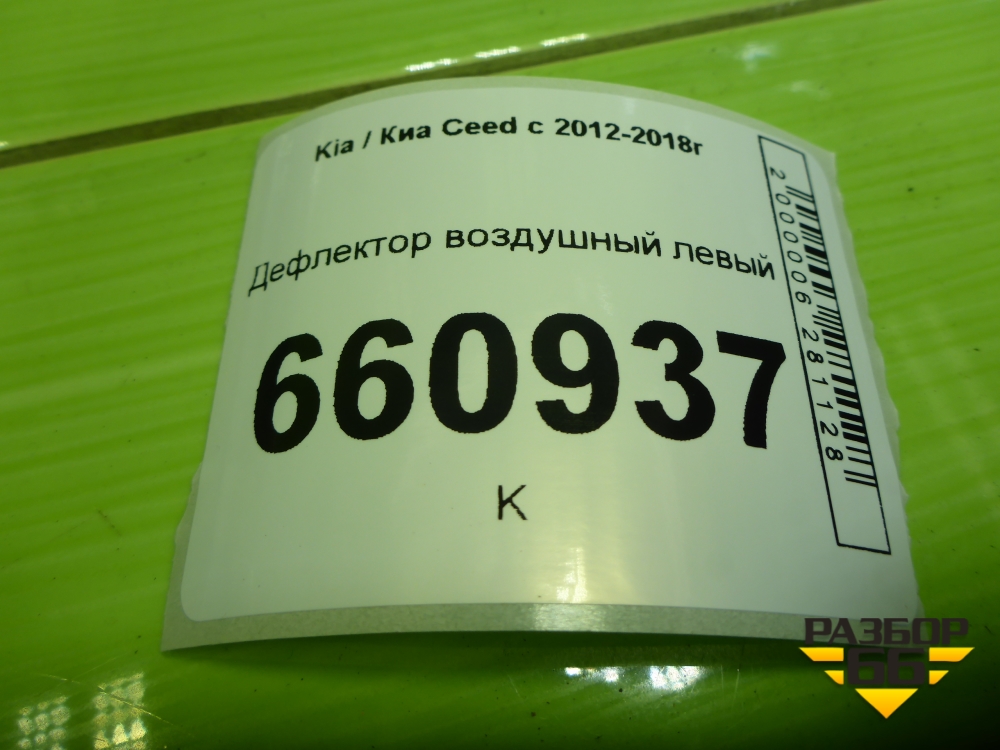 Kia / Киа Ceed с 2012-2018г
Дефлектор воздушный левый
660937
К
2000006281128
РАЗБОР
66